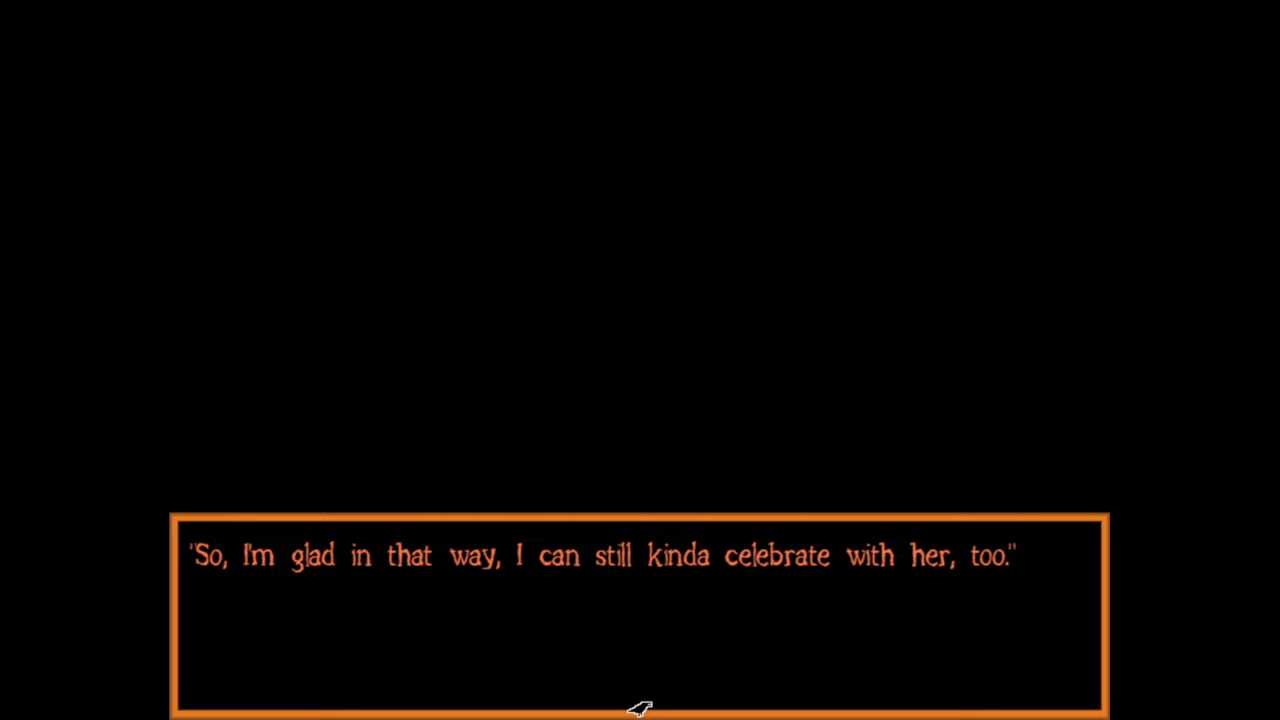 "So, I'm glad in that way, I can still kinda celebrate with her, too."